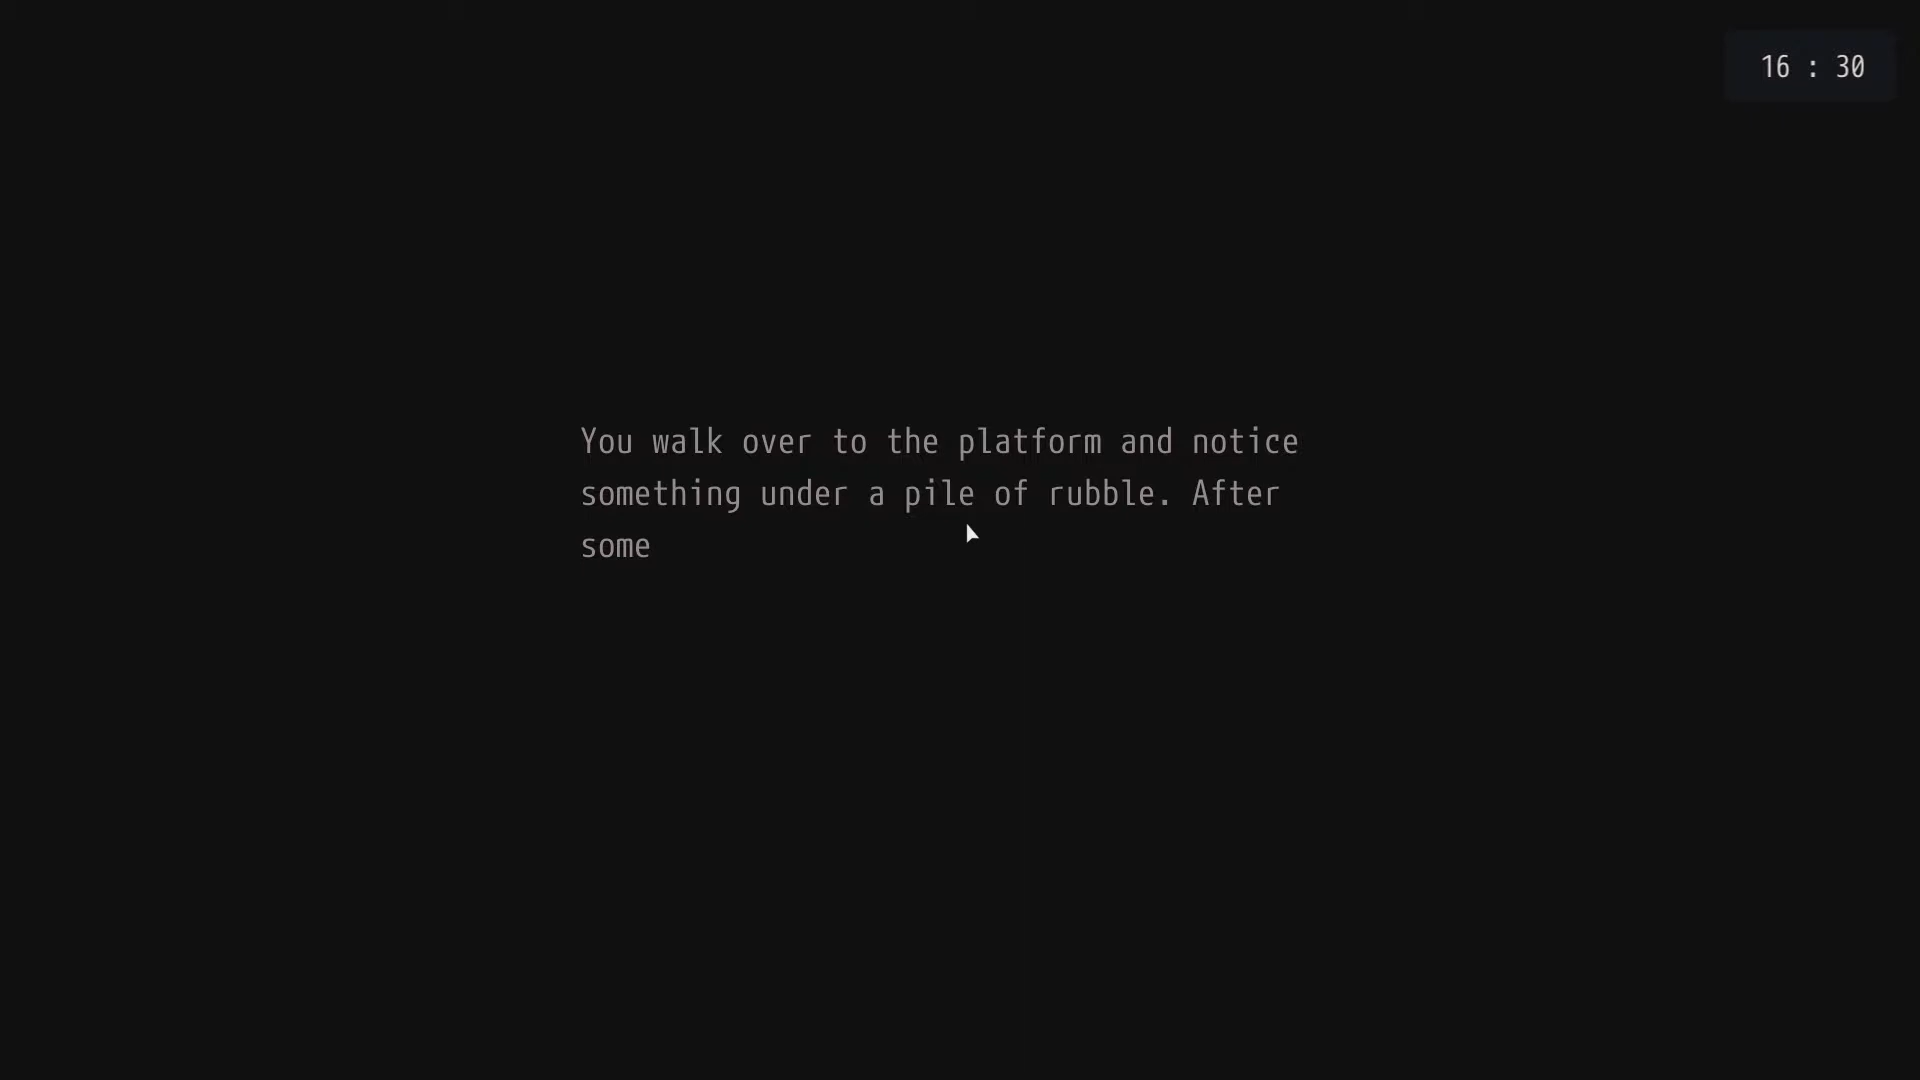 16 : 30
You walk over to the platform and notice
something under a pile of rubble. After
some